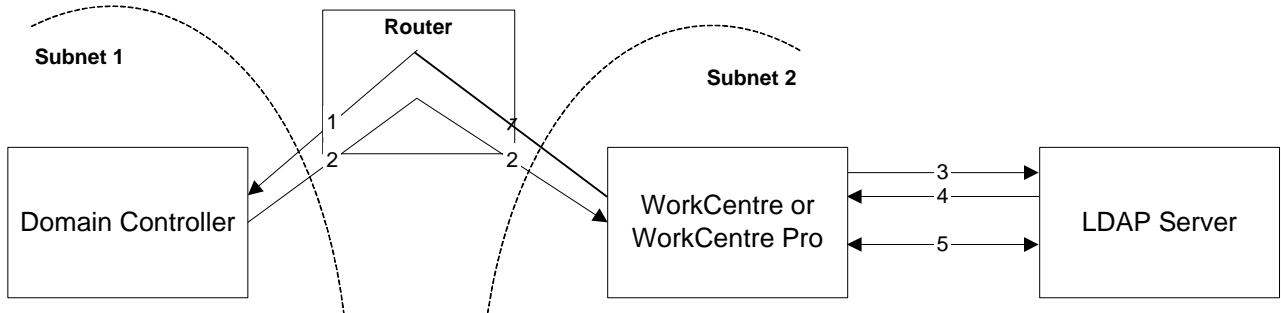 Router
Subnet 1
Subnet 2
1
2
2
Domain Controller
WorkCentre or
WorkCentre Pro
3
4
5
LDAP Server